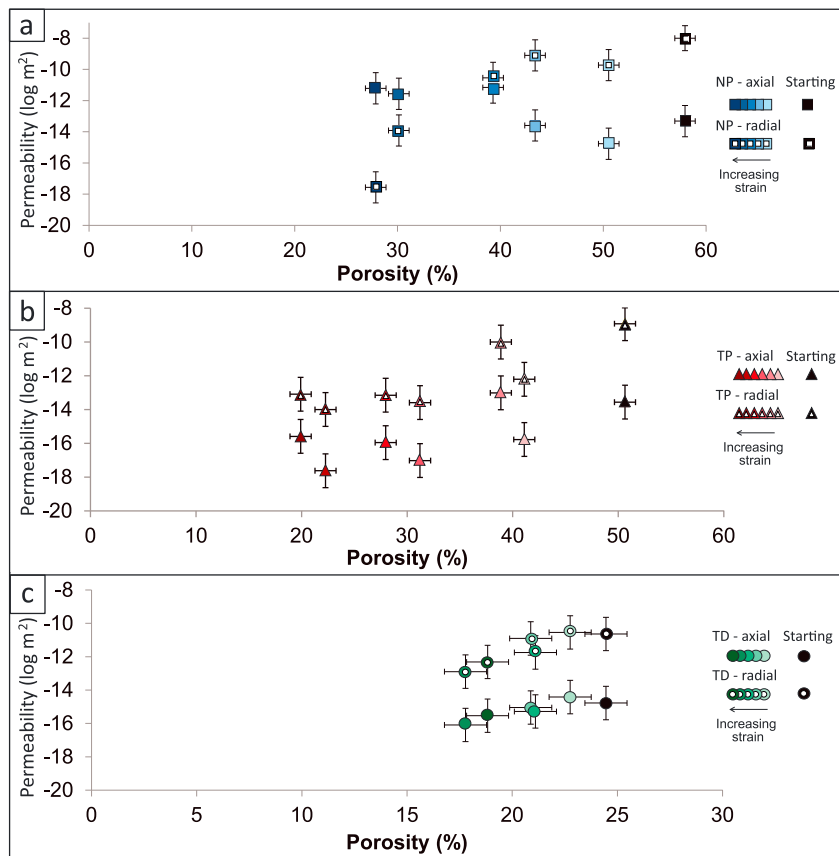 a
-8
-10
-12
-14
-16
-18
-20
Permeability (log m²)
0
10
20
30
40
50
60
Porosity (%)
NP - axial Starting
NP - radial
Increasing
strain
b
-8
-10
-12
-14
-16
-18
-20
Permeability (log m²)
0
10
20
30
40
50
60
Porosity (%)
TP - axial Starting
TP - radial
Increasing
strain
c
-8
-10
-12
-14
-16
-18
-20
Permeability (log m²)
0
5
10
15
20
25
30
Porosity (%)
TD - axial Starting
TD - radial
Increasing
strain